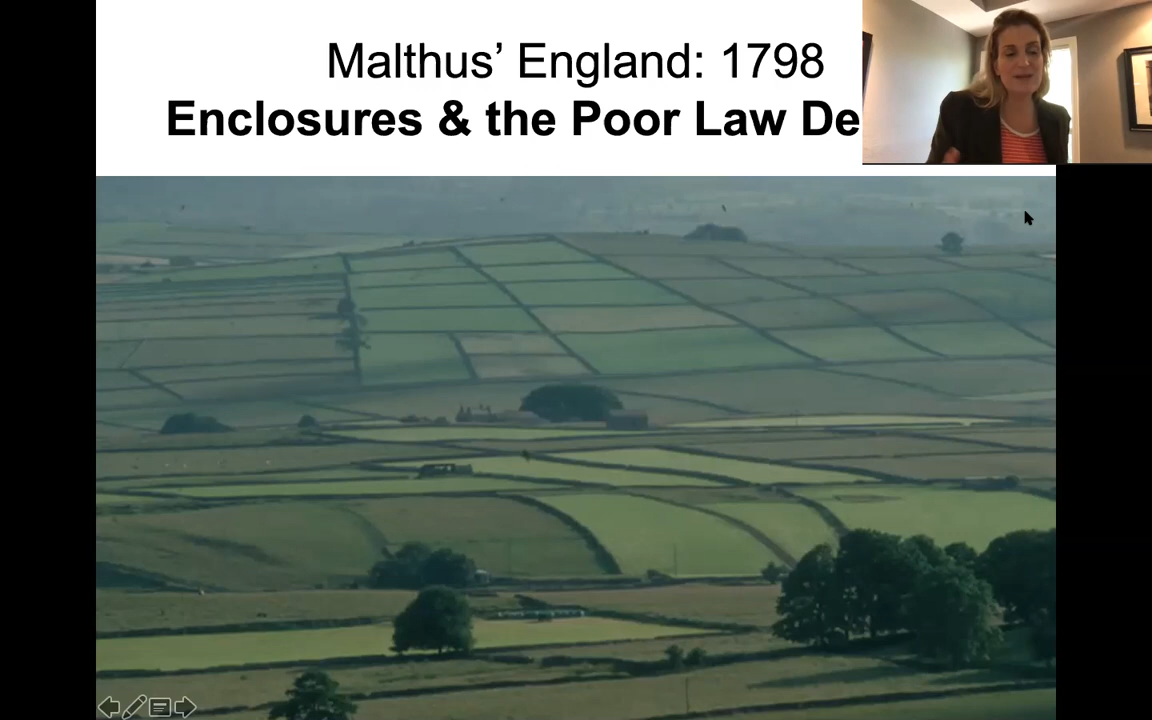 Malthus’ England: 1798
Enclosures & the Poor Law De